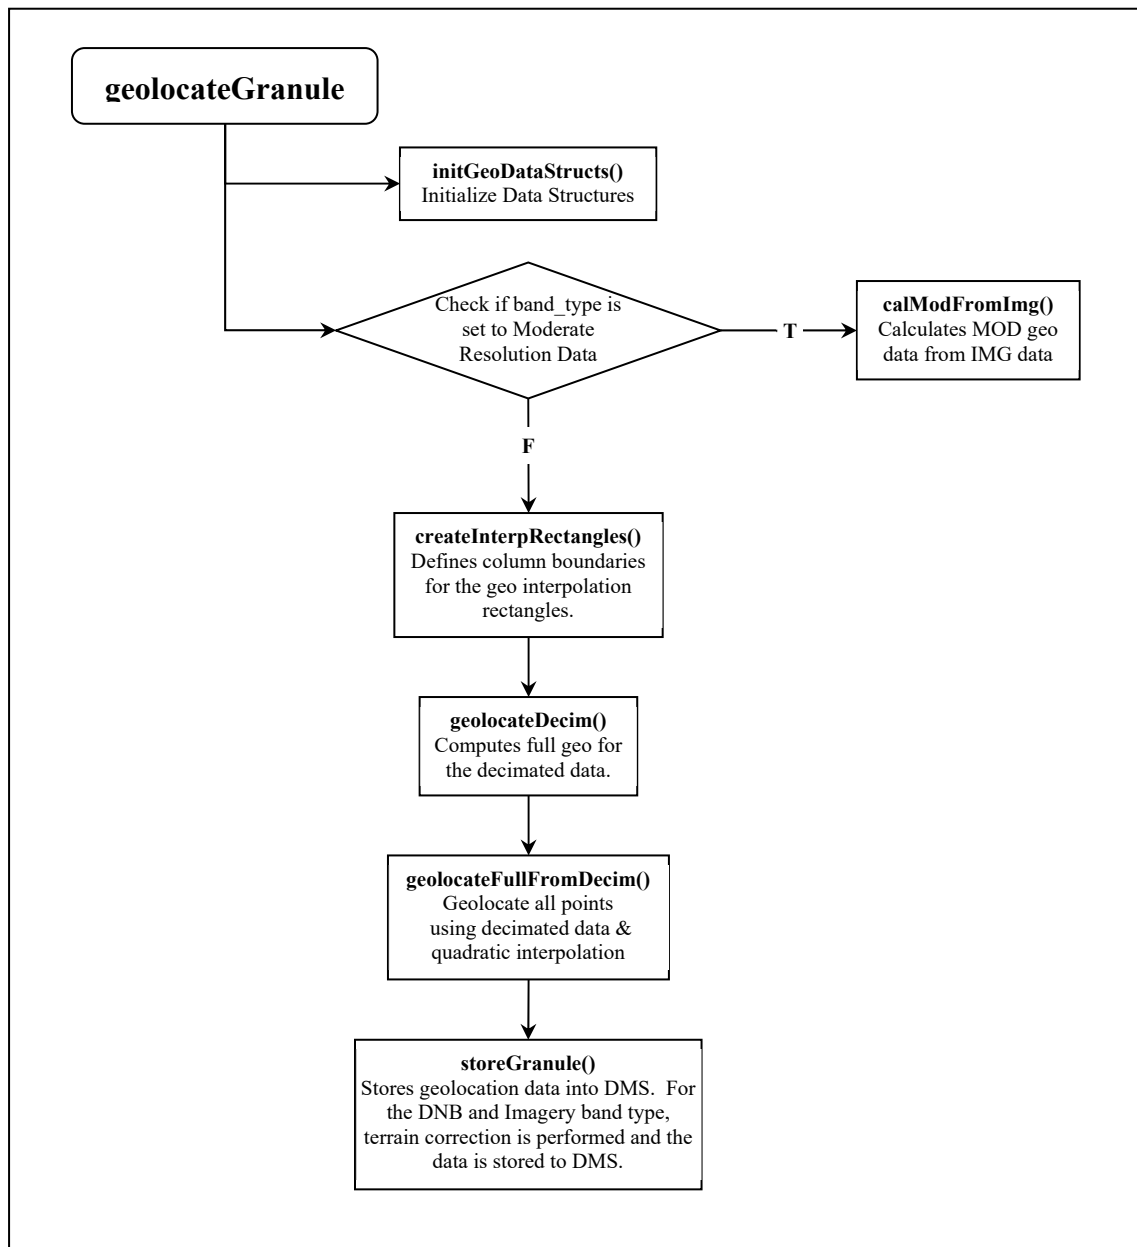 geolocateGranule
initGeoDataStructs()
Initialize Data Structures
Check if band_type is
set to Moderate
Resolution Data
T
calModFromImg()
Calculates MOD geo
data from IMG data
F
createInterpRectangles()
Defines column boundaries
for the geo interpolation
rectangles.
geolocateDecim()
Computes full geo for
the decimated data.
geolocateFullFromDecim()
Geolocate all points
using decimated data &
quadratic interpolation
storeGranule()
Stores geolocation data into DMS.  For
the DNB and Imagery band type,
terrain correction is performed and the
data is stored to DMS.